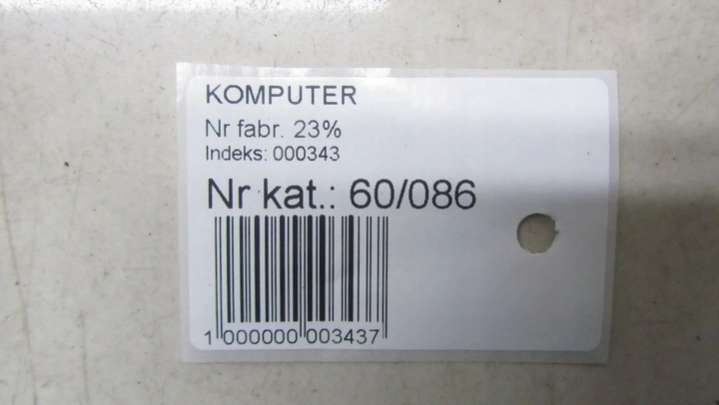 KOMPUTER
Nr fabr. 23%
Indeks: 000343
Nr kat.: 60/086
1 000000 003437